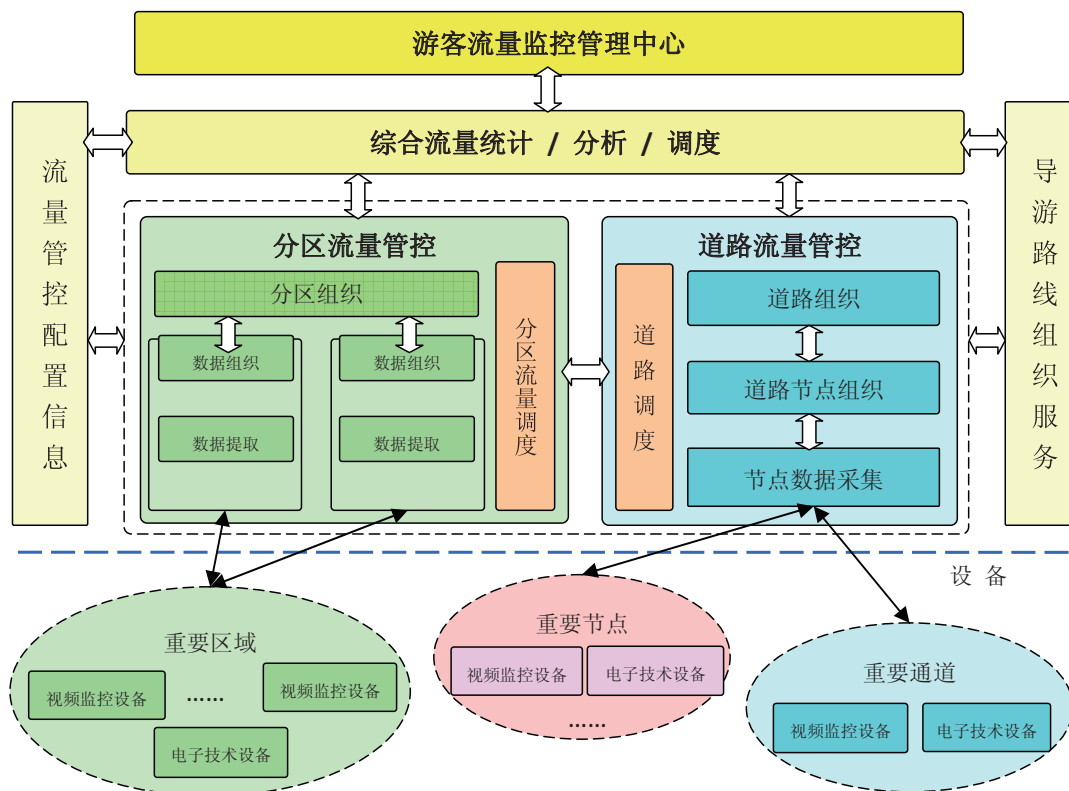 游客流量监控管理中心
综合流量统计 / 分析 / 调度
流量管控配置信息
导游路线组织服务
分区流量管控
分区组织
数据组织
数据提取
数据组织
数据提取
分区流量调度
道路流量管控
道路调度
道路组织
道路节点组织
节点数据采集
设 备
重要区域
视频监控设备
……
视频监控设备
电子技术设备
重要节点
视频监控设备
电子技术设备
……
重要通道
视频监控设备
电子技术设备